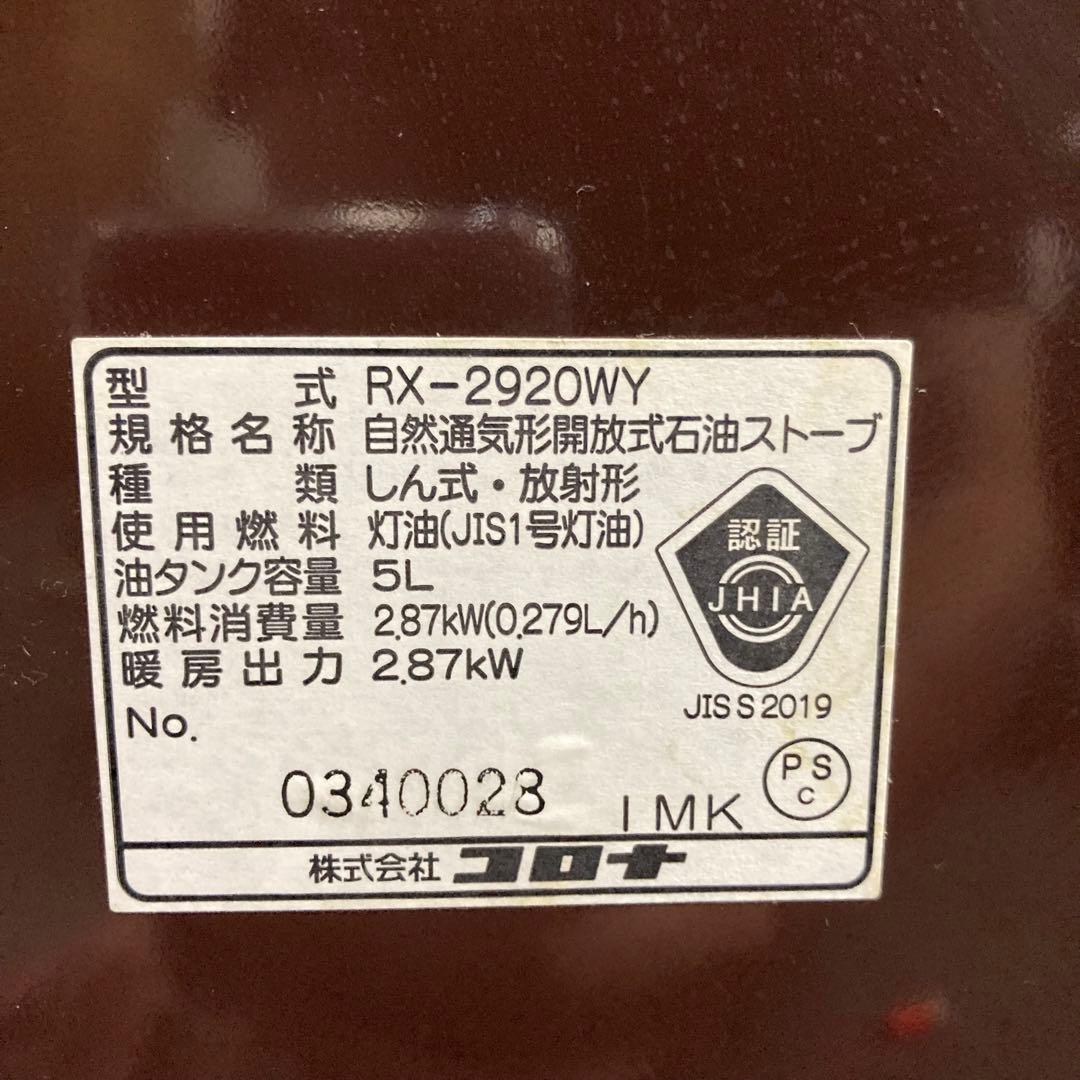 型式 RX-2920WY
規格名称 自然通気形開放式石油ストーブ
種類 しん式・放射形
使用燃料 灯油(JIS1号灯油)
油タンク容量 5L
燃料消費量 2.87kW(0.279L/h)
暖房出力 2.87kW
認証
JHIA
JIS S 2019
No.
0340028
IMK
PS
C
株式会社 コロナ